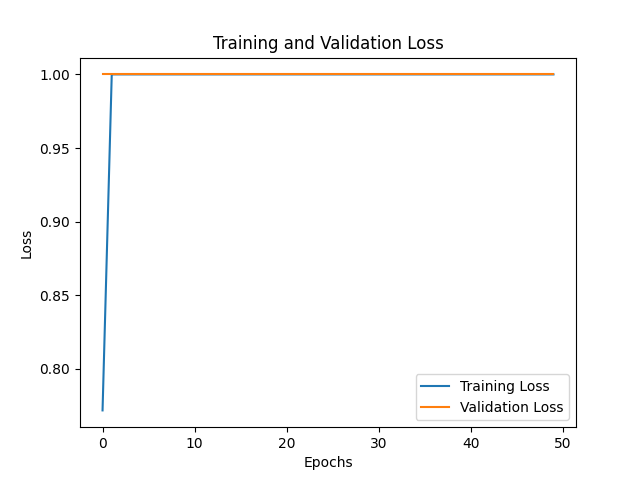 Training and Validation Loss
1.00
0.95
0.90
0.85
0.80
Loss
Training Loss
Validation Loss
0 10 20 30 40 50
Epochs